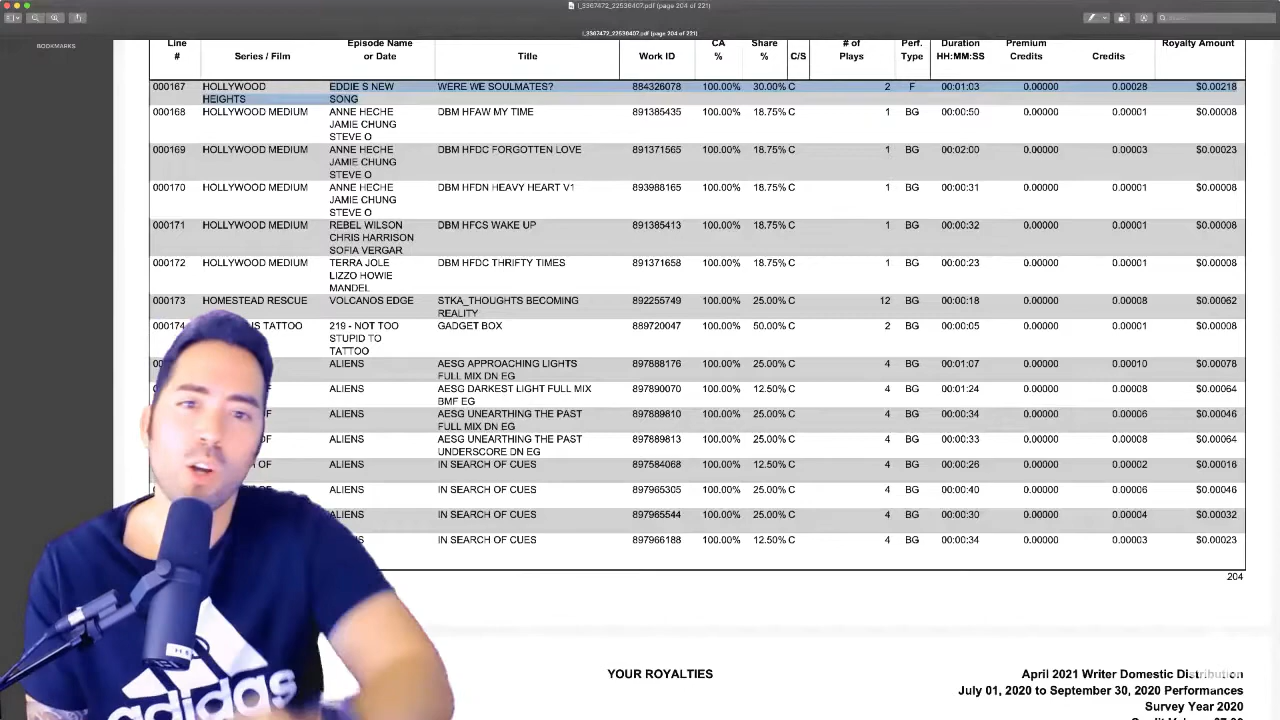 I_3367472_22536407.pdf (page 204 of 221)
I_3367472_22536407.pdf (page 204 of 221)
BOOKMARKS
Line # Series / Film Episode Name or Date Title Work ID CA % Share % C/S # of Plays Perf. Type Duration HH:MM:SS Premium Credits Credits Royalty Amount
000167 HOLLYWOOD EDDIE S NEW WERE WE SOULMATES? 884326078 100.00% 30.00% C 2 F 00:01:03 0.00000 0.00028 $0.00218
HEIGHTS SONG
000168 HOLLYWOOD MEDIUM ANNE HECHE DBM HFAW MY TIME 891385435 100.00% 18.75% C 1 BG 00:00:50 0.00000 0.00001 $0.00008
JAMIE CHUNG
STEVE O
000169 HOLLYWOOD MEDIUM ANNE HECHE DBM HFDC FORGOTTEN LOVE 891371565 100.00% 18.75% C 1 BG 00:02:00 0.00000 0.00003 $0.00023
JAMIE CHUNG
STEVE O
000170 HOLLYWOOD MEDIUM ANNE HECHE DBM HFDN HEAVY HEART V1 893988165 100.00% 18.75% C 1 BG 00:00:31 0.00000 0.00001 $0.00008
JAMIE CHUNG
STEVE O
000171 HOLLYWOOD MEDIUM REBEL WILSON DBM HFCS WAKE UP 891385413 100.00% 18.75% C 1 BG 00:00:32 0.00000 0.00001 $0.00008
CHRIS HARRISON
SOFIA VERGAR
000172 HOLLYWOOD MEDIUM TERRA JOLE DBM HFDC THRIFTY TIMES 891371658 100.00% 18.75% C 1 BG 00:00:23 0.00000 0.00001 $0.00008
LIZZO HOWIE
MANDEL
000173 HOMESTEAD RESCUE VOLCANOS EDGE STKA_THOUGHTS BECOMING 892255749 100.00% 25.00% C 12 BG 00:00:18 0.00000 0.00008 $0.00062
REALITY
000174 TATTOO 219 - NOT TOO GADGET BOX 889720047 100.00% 50.00% C 2 BG 00:00:05 0.00000 0.00001 $0.00008
STUPID TO
TATTOO
ALIENS AESG APPROACHING LIGHTS 897888176 100.00% 25.00% C 4 BG 00:01:07 0.00000 0.00010 $0.00078
FULL MIX DN EG
ALIENS AESG DARKEST LIGHT FULL MIX 897890070 100.00% 12.50% C 4 BG 00:01:24 0.00000 0.00008 $0.00064
BMF EG
OF ALIENS AESG UNEARTHING THE PAST 897889810 100.00% 25.00% C 4 BG 00:00:34 0.00000 0.00006 $0.00046
FULL MIX DN EG
OF ALIENS AESG UNEARTHING THE PAST 897889813 100.00% 25.00% C 4 BG 00:00:33 0.00000 0.00008 $0.00064
UNDERSCORE DN EG
OF ALIENS IN SEARCH OF CUES 897584068 100.00% 12.50% C 4 BG 00:00:26 0.00000 0.00002 $0.00016
ALIENS IN SEARCH OF CUES 897965305 100.00% 25.00% C 4 BG 00:00:40 0.00000 0.00006 $0.00046
ALIENS IN SEARCH OF CUES 897965544 100.00% 25.00% C 4 BG 00:00:30 0.00000 0.00004 $0.00032
IN SEARCH OF CUES 897966188 100.00% 12.50% C 4 BG 00:00:34 0.00000 0.00003 $0.00023
204
YOUR ROYALTIES April 2021 Writer Domestic Distribution
July 01, 2020 to September 30, 2020 Performances
Survey Year 2020
adidas